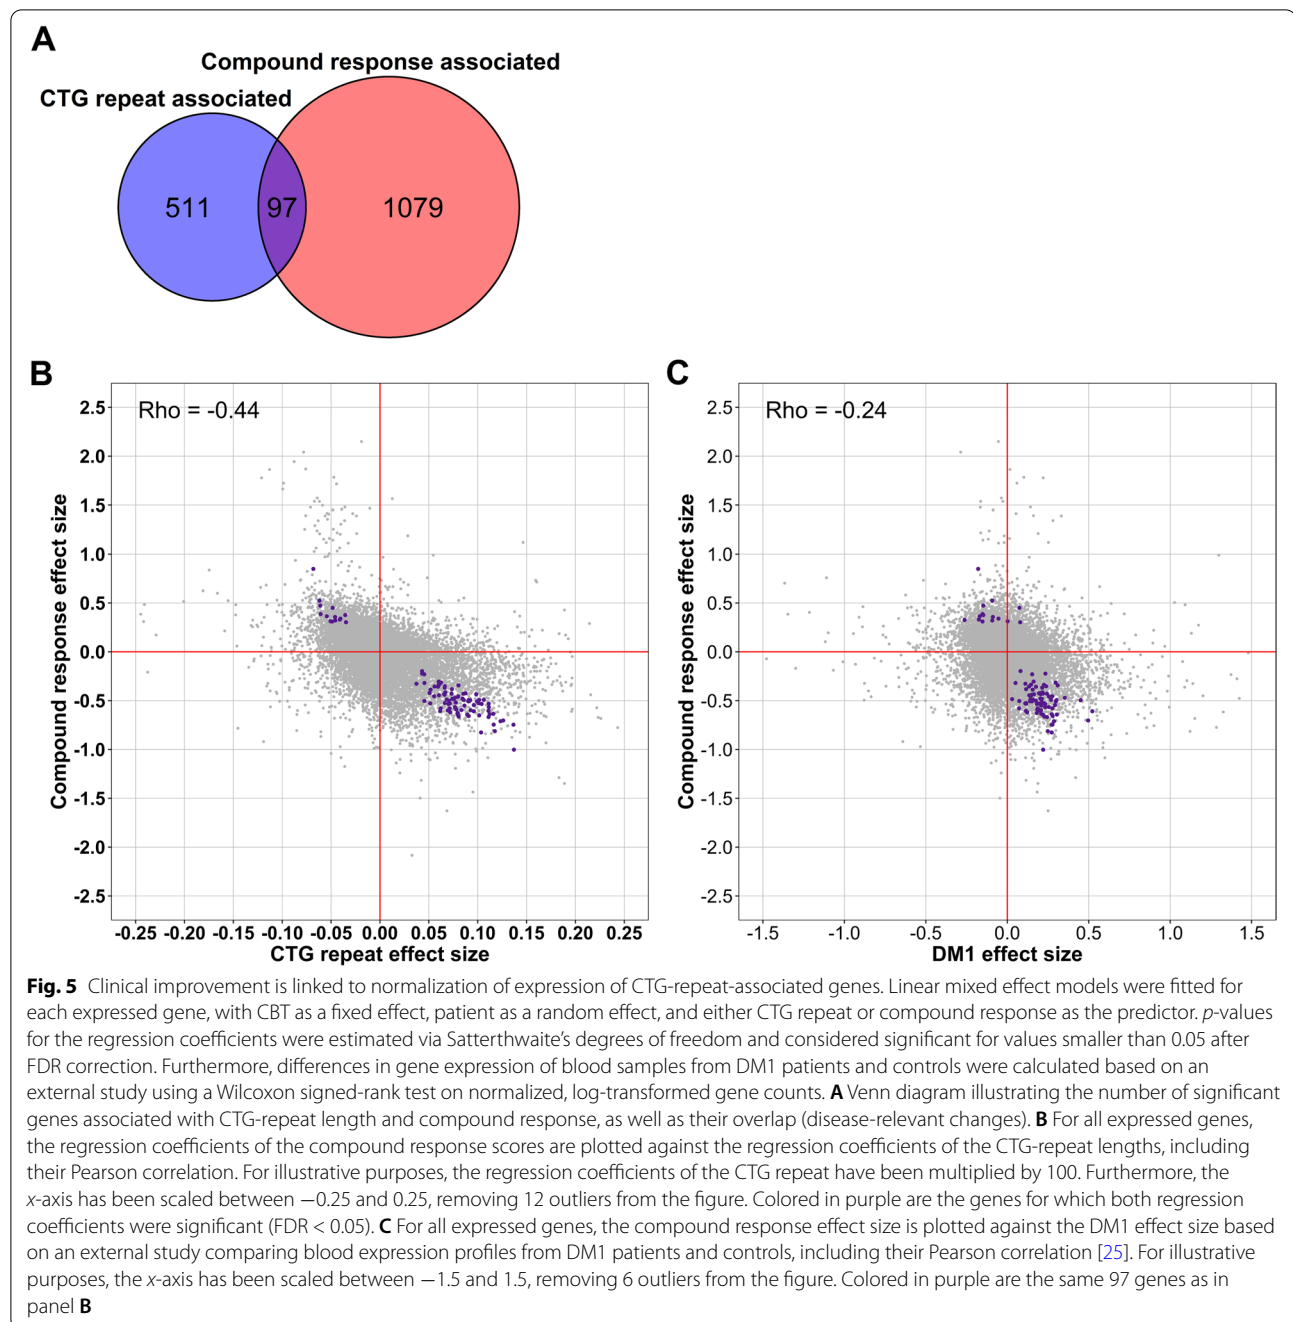 A
Compound response associated
CTG repeat associated
511
97
1079
B
Rho = -0.44
Compound response effect size
2.5
2.0
1.5
1.0
0.5
0.0
-0.5
-1.0
-1.5
-2.0
-2.5
-0.25 -0.20 -0.15 -0.10 -0.05 0.00 0.05 0.10 0.15 0.20 0.25
CTG repeat effect size
C
Rho = -0.24
Compound response effect size
2.5
2.0
1.5
1.0
0.5
0.0
-0.5
-1.0
-1.5
-2.0
-2.5
-1.5 -1.0 -0.5 0.0 0.5 1.0 1.5
DM1 effect size
Fig. 5 Clinical improvement is linked to normalization of expression of CTG-repeat-associated genes. Linear mixed effect models were fitted for
each expressed gene, with CBT as a fixed effect, patient as a random effect, and either CTG repeat or compound response as the predictor. p-values
for the regression coefficients were estimated via Satterthwaite's degrees of freedom and considered significant for values smaller than 0.05 after
FDR correction. Furthermore, differences in gene expression of blood samples from DM1 patients and controls were calculated based on an
external study using a Wilcoxon signed-rank test on normalized, log-transformed gene counts. A Venn diagram illustrating the number of significant
genes associated with CTG-repeat length and compound response, as well as their overlap (disease-relevant changes). B For all expressed genes,
the regression coefficients of the compound response scores are plotted against the regression coefficients of the CTG-repeat lengths, including
their Pearson correlation. For illustrative purposes, the regression coefficients of the CTG repeat have been multiplied by 100. Furthermore, the
x-axis has been scaled between −0.25 and 0.25, removing 12 outliers from the figure. Colored in purple are the genes for which both regression
coefficients were significant (FDR < 0.05). C For all expressed genes, the compound response effect size is plotted against the DM1 effect size based
on an external study comparing blood expression profiles from DM1 patients and controls, including their Pearson correlation [25]. For illustrative
purposes, the x-axis has been scaled between −1.5 and 1.5, removing 6 outliers from the figure. Colored in purple are the same 97 genes as in
panel B